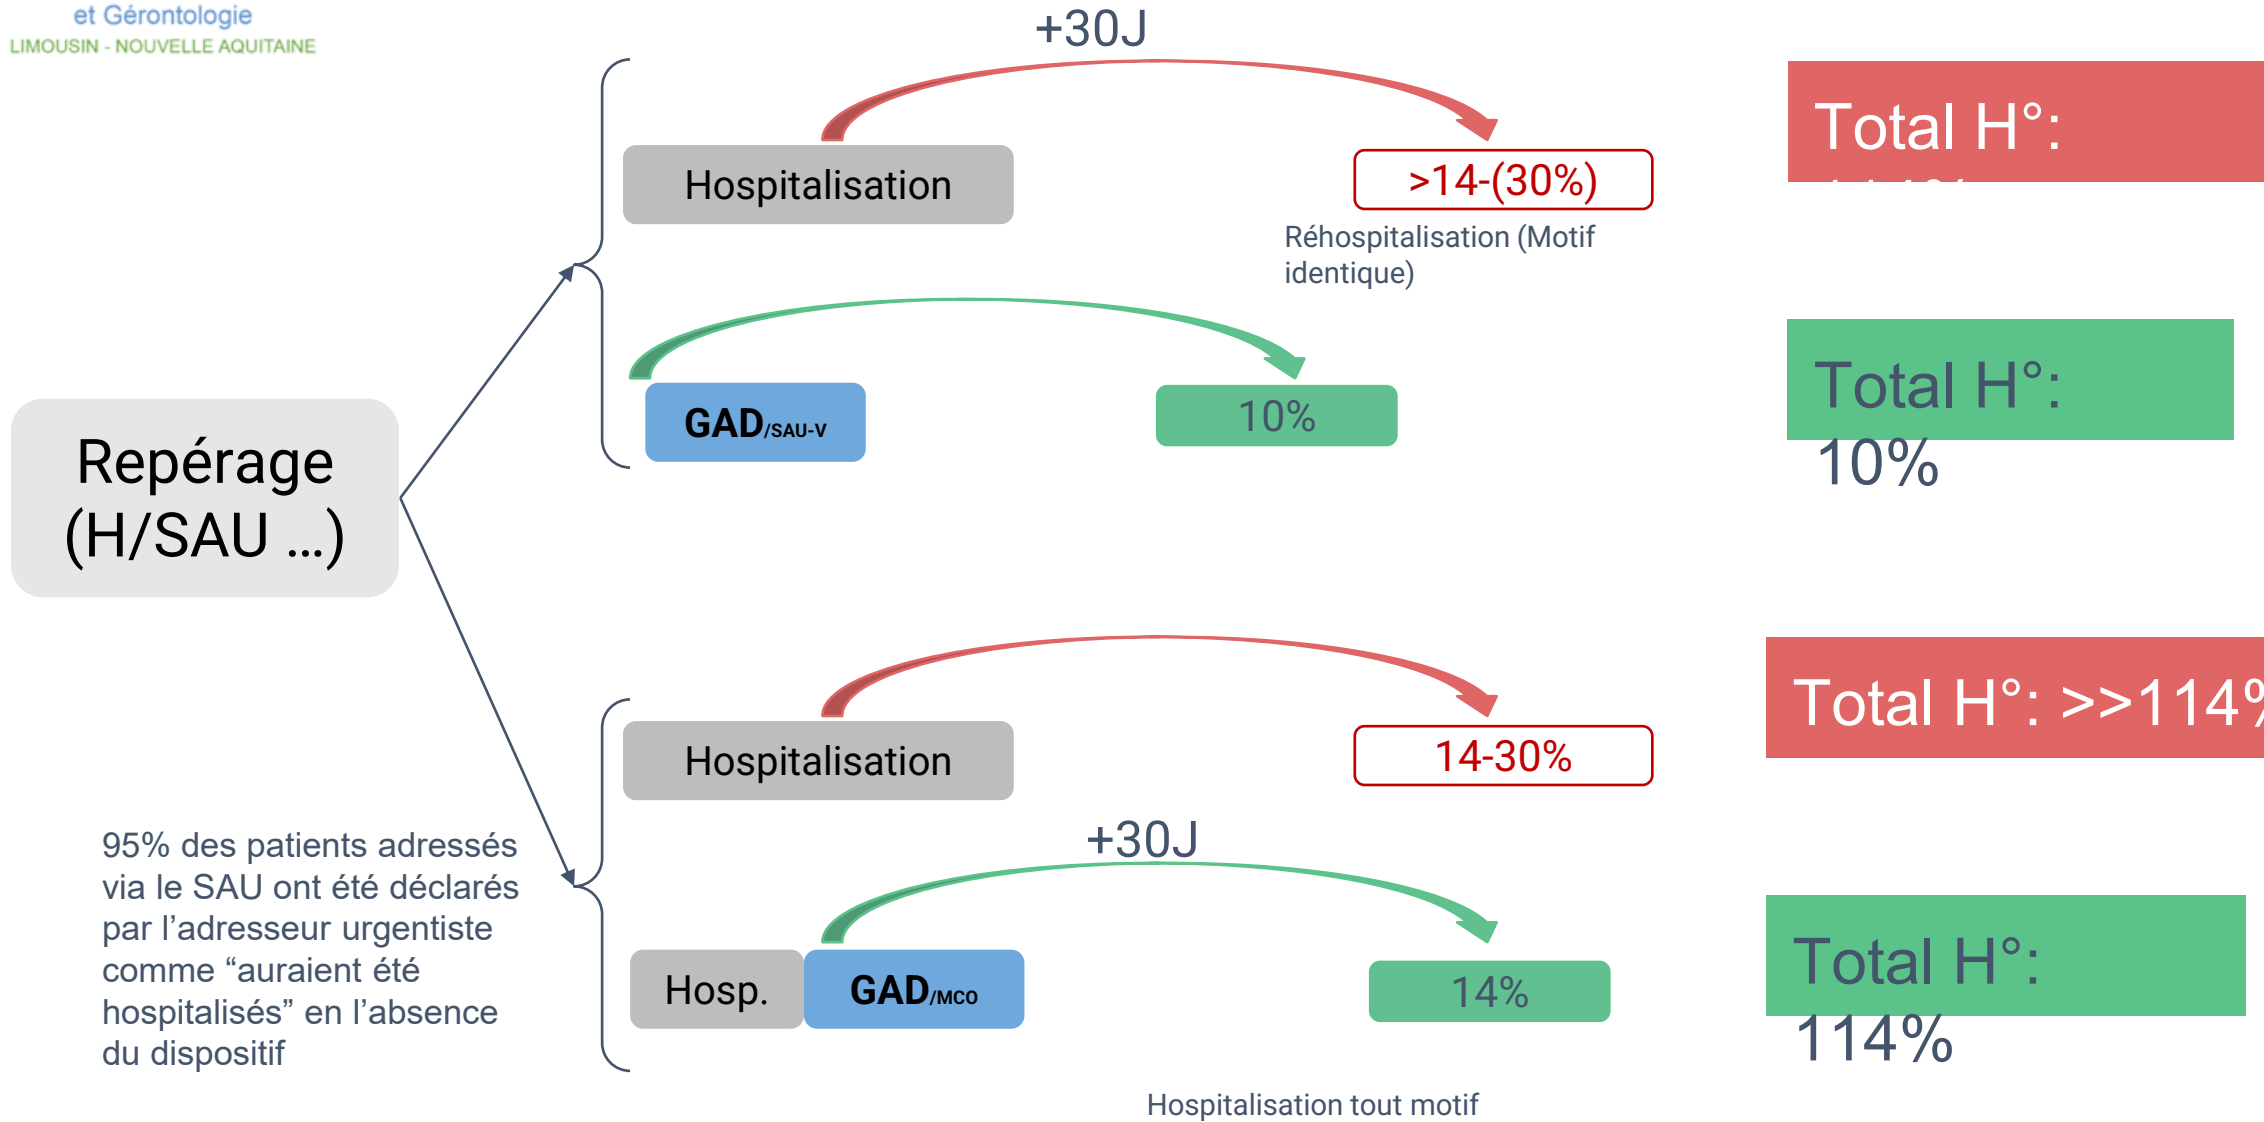 et Gérontologie
LIMOUSIN - NOUVELLE AQUITAINE
+30J
Hospitalisation
>14-(30%)
Réhospitalisation (Motif
identique)
Total H°:
GAD/SAU-V
10%
Total H°:
10%
Repérage
(H/SAU ...)
Hospitalisation
14-30%
Total H°: >>114%
95% des patients adressés
via le SAU ont été déclarés
par l’adresseur urgentiste
comme “auraient été
hospitalisés” en l’absence
du dispositif
+30J
Hosp.
GAD/MCO
14%
Total H°:
114%
Hospitalisation tout motif